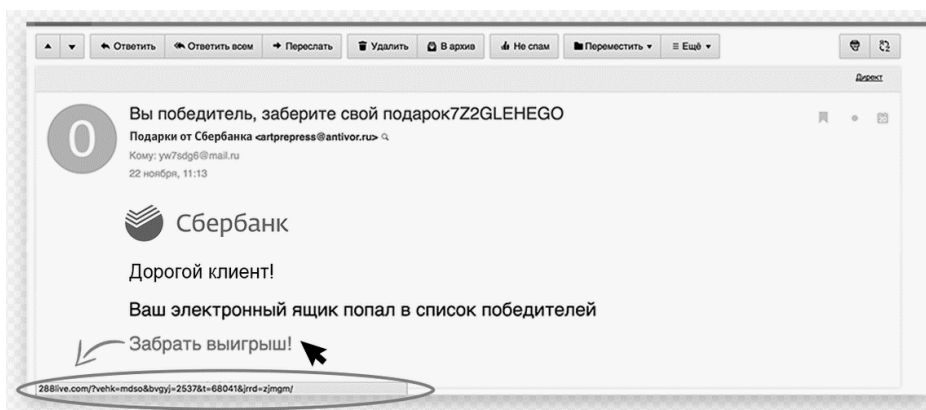 Ответить Ответить всем Переслать Удалить В архив Не спам Переместить Ещё
Директ
Вы победитель, заберите свой подарок7Z2GLEHEGO
Подарки от Сбербанка <artprepress@antivor.ru>
Кому: yw7sdg6@mail.ru
22 ноября, 11:13
Сбербанк
Дорогой клиент!
Ваш электронный ящик попал в список победителей
Забрать выигрыш!
288live.com/?vehk=mdso&bvgyj=2537&t=68041&jrrd=zjmgm/